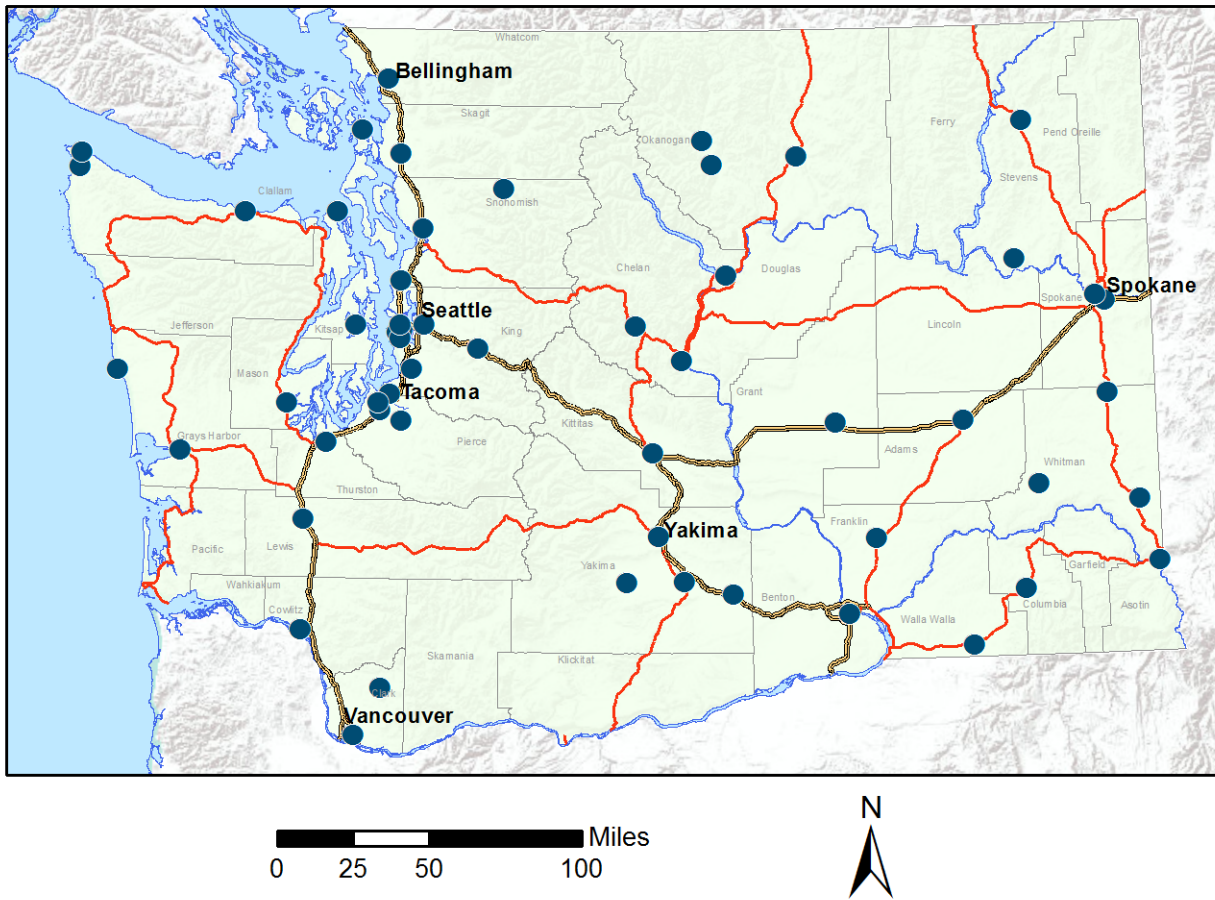 Whatcom
Bellingham
Skagit
Okanogan
Ferry
Pend Oreille
Stevens
Clallam
Snohomish
Chelan
Douglas
Spokane
Spokane
Seattle
Jefferson
Kitsap
King
Lincoln
Mason
Tacoma
Grant
Grays Harbor
Kittitas
Pierce
Adams
Whitman
Thurston
Franklin
Yakima
Pacific
Lewis
Yakima
Garfield
Wahkiakum
Benton
Columbia
Asotin
Cowlitz
Walla Walla
Skamania
Klickitat
Clark
Vancouver
N
Miles
0 25 50 100